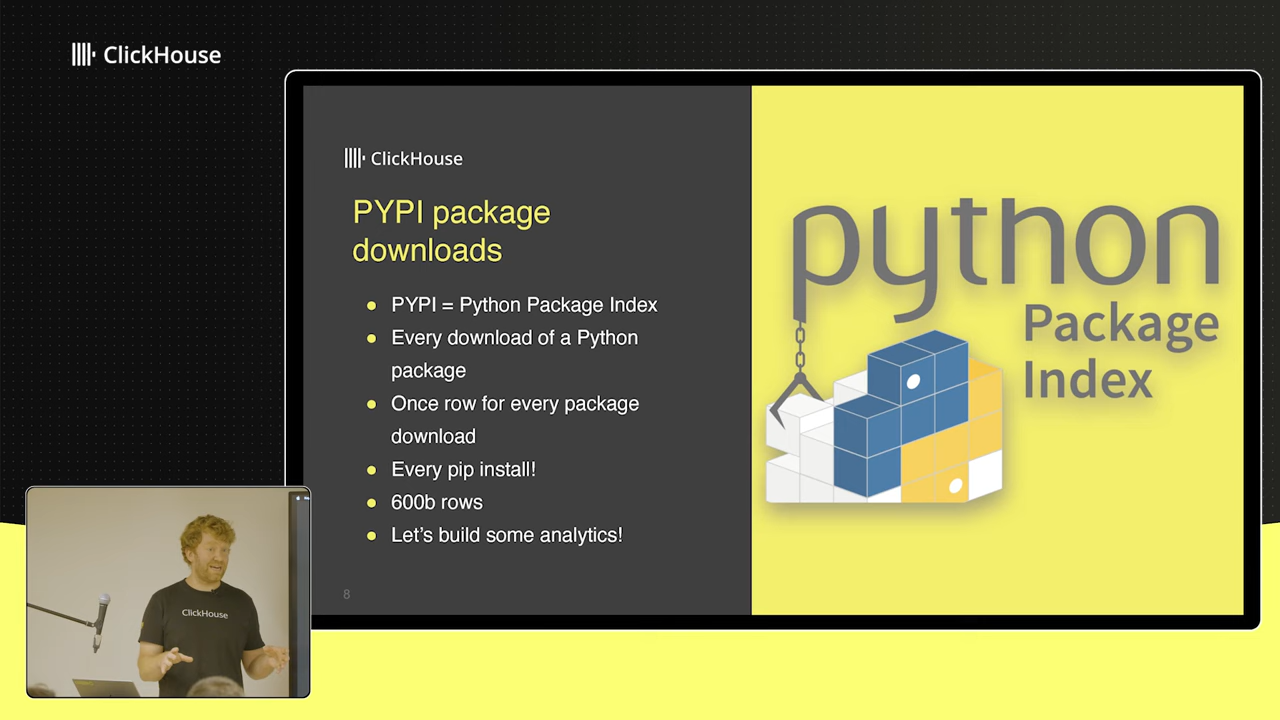 ClickHouse
ClickHouse
PYPI package
downloads
PYPI = Python Package Index
Every download of a Python
package
Once row for every package
download
Every pip install!
600b rows
Let's build some analytics!
8
python
Package
Index
ClickHouse